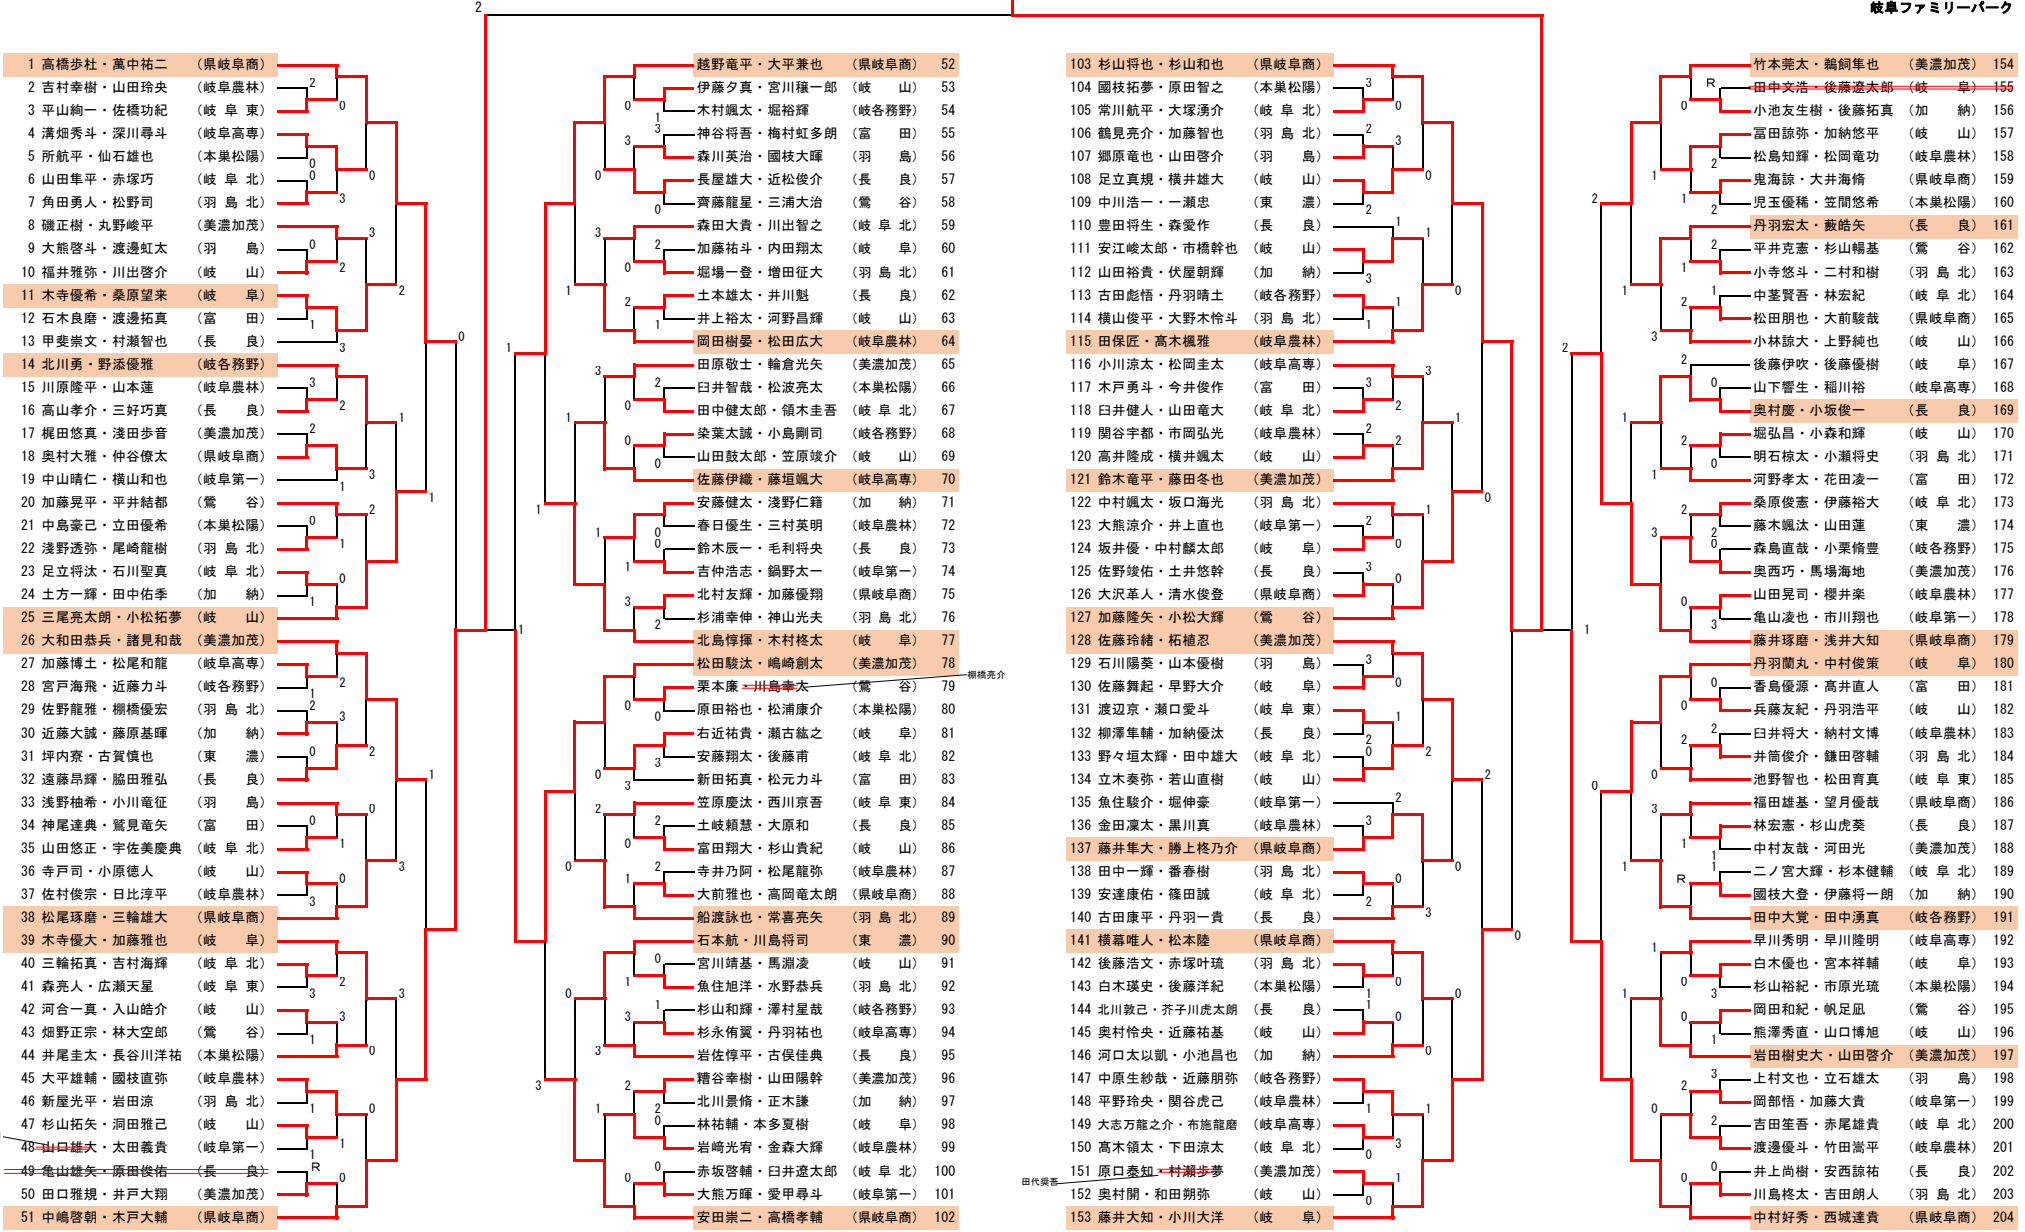 岐阜ファミリーパーク
1 高橋歩杜・萬中祐二 （県岐阜商）
2 吉村幸樹・山田玲央 （岐阜農林）
3 平山絢一・佐橋功紀 （岐 阜 東）
4 溝畑秀斗・深川尋斗 （岐阜高専）
5 所航平・仙石雄也 （本巣松陽）
6 山田隼平・赤塚巧 （岐 阜 北）
7 角田勇人・松野司 （羽 島 北）
8 磯正樹・丸野峻平 （美濃加茂）
9 大熊啓斗・渡邊虹太 （羽 島）
10 福井雅弥・川出啓介 （岐 山）
11 木寺優希・桑原望来 （岐 阜）
12 石木良磨・渡邊拓真 （富 田）
13 甲斐崇文・村瀬智也 （長 良）
14 北川勇・野添優雅 （岐各務野）
15 川原隆平・山本蓮 （岐阜農林）
16 高山孝介・三好巧真 （長 良）
17 梶田悠真・淺田歩音 （美濃加茂）
18 奥村大雅・仲谷僚太 （県岐阜商）
19 中山晴仁・横山和也 （岐阜第一）
20 加藤晃平・平井結都 （鶯 谷）
21 中島豪己・立田優希 （本巣松陽）
22 淺野透弥・尾崎龍樹 （羽 島 北）
23 足立将汰・石川聖真 （岐 阜 北）
24 土方一輝・田中佑季 （加 納）
25 三尾亮太朗・小松拓夢 （岐 山）
26 大和田恭兵・諸見和哉 （美濃加茂）
27 加藤博土・松尾和龍 （岐阜高専）
28 宮戸海飛・近藤力斗 （岐各務野）
29 佐野龍雅・棚橋優宏 （羽 島 北）
30 近藤大誠・藤原基暉 （加 納）
31 坪内寮・古賀慎也 （東 濃）
32 遠藤昂輝・脇田雅弘 （長 良）
33 浅野柚希・小川竜征 （羽 島）
34 神尾達典・鷲見竜矢 （富 田）
35 山田悠正・宇佐美慶典 （岐 阜 北）
36 寺戸司・小原徳人 （岐 山）
37 佐村俊宗・日比淳平 （岐阜農林）
38 松尾琢磨・三輪雄大 （県岐阜商）
39 木寺優大・加藤雅也 （岐 阜）
40 三輪拓真・吉村海輝 （岐 阜 北）
41 森亮人・広瀬天星 （岐 阜 東）
42 河合一真・入山皓介 （岐 山）
43 畑野正宗・林大空郎 （鶯 谷）
44 井尾圭太・長谷川洋祐 （本巣松陽）
45 大平雄輔・國枝直弥 （岐阜農林）
46 新屋光平・岩田涼 （羽 島 北）
47 杉山拓矢・洞田雅己 （岐 山）
48 山口雄大・太田義貴 （岐阜第一）
49 亀山雄矢・原田俊佑 （長 良）
50 田口雅規・井戸大翔 （美濃加茂）
51 中嶋啓朝・木戸大輔 （県岐阜商）
越野竜平・大平兼也 （県岐阜商） 52
伊藤夕真・宮川穣一郎 （岐 山） 53
木村颯太・堀裕輝 （岐各務野） 54
神谷将吾・梅村虹多朗 （富 田） 55
森川英治・國枝大暉 （羽 島） 56
長屋雄大・近松俊介 （長 良） 57
齊藤龍星・三浦大治 （鶯 谷） 58
森田大貴・川出智之 （岐 阜 北） 59
加藤祐斗・内田翔太 （岐 阜） 60
堀場一登・増田征大 （羽 島 北） 61
土本雄太・井川魁 （長 良） 62
井上裕太・河野昌輝 （岐 山） 63
岡田樹晏・松田広大 （岐阜農林） 64
田原敬士・輪倉光矢 （美濃加茂） 65
臼井智哉・松波亮太 （本巣松陽） 66
田中健太郎・領木圭吾 （岐 阜 北） 67
染葉太誠・小島剛司 （岐各務野） 68
山田鼓太郎・笠原竣介 （岐 山） 69
佐藤伊織・藤垣颯大 （岐阜高専） 70
安藤健太・淺野仁籍 （加 納） 71
春日優生・三村英明 （岐阜農林） 72
鈴木辰一・毛利将央 （長 良） 73
吉仲浩志・鍋野太一 （岐阜第一） 74
北村友輝・加藤優翔 （県岐阜商） 75
杉浦幸伸・神山光夫 （羽 島 北） 76
北島惇揮・木村柊太 （岐 阜） 77
松田駿汰・嶋崎創太 （美濃加茂） 78
栗本廉・川島幸太 （鶯 谷） 79
棚橋亮介
原田裕也・松浦康介 （本巣松陽） 80
右近祐貴・瀬古紘之 （岐 阜） 81
安藤翔太・後藤甫 （岐 阜 北） 82
新田拓真・松元力斗 （富 田） 83
笠原慶汰・西川京吾 （岐 阜 東） 84
土岐頼慧・大原和 （長 良） 85
富田翔大・杉山貴紀 （岐 山） 86
寺井乃阿・松尾龍弥 （岐阜農林） 87
大前雅也・高岡竜太朗 （県岐阜商） 88
船渡詠也・常喜亮矢 （羽 島 北） 89
石本航・川島将司 （東 濃） 90
宮川靖基・馬淵凌 （岐 山） 91
魚住旭洋・水野恭兵 （羽 島 北） 92
杉山和輝・澤村星哉 （岐各務野） 93
杉永侑翼・丹羽祐也 （岐阜高専） 94
岩佐惇平・古俣佳典 （長 良） 95
糟谷幸樹・山田陽幹 （美濃加茂） 96
北川景脩・正木謙 （加 納） 97
林祐輔・本多夏樹 （岐 阜） 98
岩﨑光宥・金森大輝 （岐阜農林） 99
赤坂啓輔・臼井遼太郎 （岐 阜 北） 100
大熊万暉・愛甲尋斗 （岐阜第一） 101
安田崇二・高橋孝輔 （県岐阜商） 102
103 杉山将也・杉山和也 （県岐阜商）
104 國枝拓夢・原田智之 （本巣松陽）
105 常川航平・大塚湧介 （岐 阜 北）
106 鶴見亮介・加藤智也 （羽 島 北）
107 郷原竜也・山田啓介 （羽 島）
108 足立真規・横井雄大 （岐 山）
109 中川浩一・一瀬忠 （東 濃）
110 豊田将生・森愛作 （長 良）
111 安江峻太郎・市橋幹也 （岐 山）
112 山田裕貴・伏屋朝輝 （加 納）
113 古田彪悟・丹羽晴土 （岐各務野）
114 横山俊平・大野木怜斗 （羽 島 北）
115 田保匠・髙木楓雅 （岐阜農林）
116 小川涼太・松岡圭太 （岐阜高専）
117 木戸勇斗・今井俊作 （富 田）
118 臼井健人・山田竜大 （岐 阜 北）
119 関谷宇都・市岡弘光 （岐阜農林）
120 高井隆成・横井颯太 （岐 山）
121 鈴木竜平・藤田冬也 （美濃加茂）
122 中村颯太・坂口海光 （羽 島 北）
123 大熊涼介・井上直也 （岐阜第一）
124 坂井優・中村麟太郎 （岐 阜）
125 佐野竣佑・土井悠幹 （長 良）
126 大沢革人・清水俊登 （県岐阜商）
127 加藤隆矢・小松大輝 （鶯 谷）
128 佐藤玲緒・柘植忍 （美濃加茂）
129 石川陽葵・山本優樹 （羽 島）
130 佐藤舞起・早野大介 （岐 阜）
131 渡辺京・瀬口愛斗 （岐 阜 東）
132 柳澤隼輔・加納優汰 （長 良）
133 野々垣太輝・田中雄大 （岐 阜 北）
134 立木奏弥・若山直樹 （岐 山）
135 魚住駿介・堀伸豪 （岐阜第一）
136 金田凛太・黒川真 （岐阜農林）
137 藤井隼大・勝上柊乃介 （県岐阜商）
138 田中一輝・番春樹 （羽 島 北）
139 安達康佑・篠田誠 （岐 阜 北）
140 古田康平・丹羽一貴 （長 良）
141 横幕唯人・松本陸 （県岐阜商）
142 後藤浩文・赤塚叶琉 （羽 島 北）
143 白木瑛史・後藤洋紀 （本巣松陽）
144 北川敦己・芥子川虎太朗 （長 良）
145 奥村怜央・近藤祐基 （岐 山）
146 河口太以凱・小池昌也 （加 納）
147 中原生紗哉・近藤朋弥 （岐各務野）
148 平野玲央・関谷虎己 （岐阜農林）
149 大志万龍之介・布施龍磨 （岐阜高専）
150 髙木領太・下田涼太 （岐 阜 北）
151 原口泰知・村瀬歩夢 （美濃加茂）
田代奨吾
152 奥村開・和田朔弥 （岐 山）
153 藤井大知・小川大洋 （岐 阜）
竹本莞太・鵜飼隼也 （美濃加茂） 154
田中文浩・後藤遼太郎 （岐 阜） 155
小池友生樹・後藤拓真 （加 納） 156
冨田諒弥・加納悠平 （岐 山） 157
松島知輝・松岡竜功 （岐阜農林） 158
鬼海諒・大井海脩 （県岐阜商） 159
児玉優稀・笠間悠希 （本巣松陽） 160
丹羽宏太・藪皓矢 （長 良） 161
平井克憲・杉山暢基 （鶯 谷） 162
小寺悠斗・二村和樹 （羽 島 北） 163
中茎賢吾・林宏紀 （岐 阜 北） 164
松田朋也・大前駿哉 （県岐阜商） 165
小林諒大・上野純也 （岐 山） 166
後藤伊吹・後藤優樹 （岐 阜） 167
山下響生・稲川裕 （岐阜高専） 168
奥村慶・小坂俊一 （長 良） 169
堀弘昌・小森和輝 （岐 山） 170
明石椋太・小瀬将史 （羽 島 北） 171
河野孝太・花田凌一 （富 田） 172
桑原俊憲・伊藤裕大 （岐 阜 北） 173
藤木颯汰・山田蓮 （東 濃） 174
森島直哉・小栗脩豊 （岐各務野） 175
奥西巧・馬場海地 （美濃加茂） 176
山田晃司・櫻井楽 （岐阜農林） 177
亀山凌也・市川翔也 （岐阜第一） 178
藤井琢磨・浅井大知 （県岐阜商） 179
丹羽蘭丸・中村俊策 （岐 阜） 180
香島優源・髙井直人 （富 田） 181
兵藤友紀・丹羽浩平 （岐 山） 182
臼井将大・納村文博 （岐阜農林） 183
井筒俊介・鎌田啓輔 （羽 島 北） 184
池野智也・松田育真 （岐 阜 東） 185
福田雄基・望月優哉 （県岐阜商） 186
林宏憲・杉山虎葵 （長 良） 187
中村友哉・河田光 （美濃加茂） 188
二ノ宮大輝・杉本健輔 （岐 阜 北） 189
國枝大登・伊藤将一朗 （加 納） 190
田中大覚・田中湧真 （岐各務野） 191
早川秀明・早川隆明 （岐阜高専） 192
白木優也・宮本祥輔 （岐 阜） 193
杉山裕紀・市原光琉 （本巣松陽） 194
岡田和紀・帆足凪 （鶯 谷） 195
熊澤秀直・山口博旭 （岐 山） 196
岩田樹史大・山田啓介 （美濃加茂） 197
上村文也・立石雄太 （羽 島） 198
岡部悟・加藤大貴 （岐阜第一） 199
吉田笙吾・赤尾雄貴 （岐 阜 北） 200
渡邊優斗・竹田嵩平 （岐阜農林） 201
井上尚樹・安西諒祐 （長 良） 202
川島柊太・吉田朗人 （羽 島 北） 203
中村好秀・西城達貴 （県岐阜商） 204